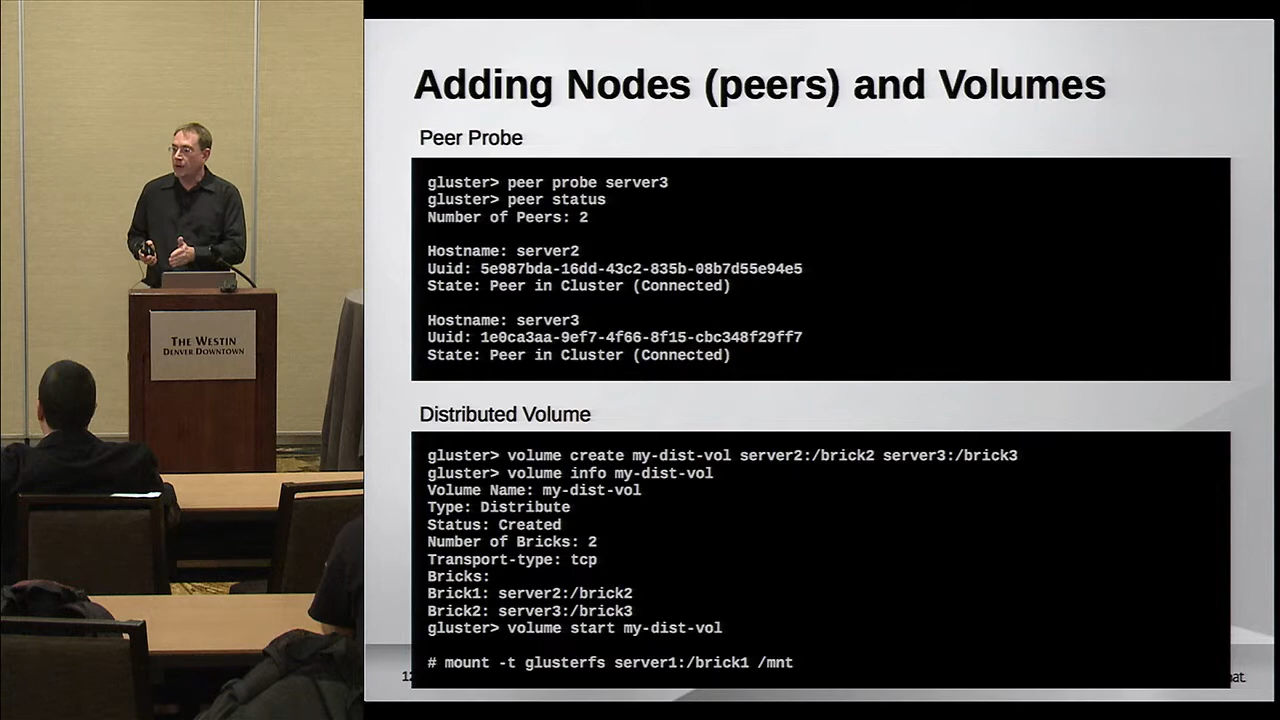 Adding Nodes (peers) and Volumes
Peer Probe
gluster> peer probe server3
gluster> peer status
Number of Peers: 2
Hostname: server2
Uuid: 5e987bda-16dd-43c2-835b-08b7d55e94e5
State: Peer in Cluster (Connected)
Hostname: server3
Uuid: 1e0ca3aa-9ef7-4f66-8f15-cbc348f29ff7
State: Peer in Cluster (Connected)
Distributed Volume
gluster> volume create my-dist-vol server2:/brick2 server3:/brick3
gluster> volume info my-dist-vol
Volume Name: my-dist-vol
Type: Distribute
Status: Created
Number of Bricks: 2
Transport-type: tcp
Bricks:
Brick1: server2:/brick2
Brick2: server3:/brick3
gluster> volume start my-dist-vol
# mount -t glusterfs server1:/brick1 /mnt
THE WESTIN
DENVER DOWNTOWN